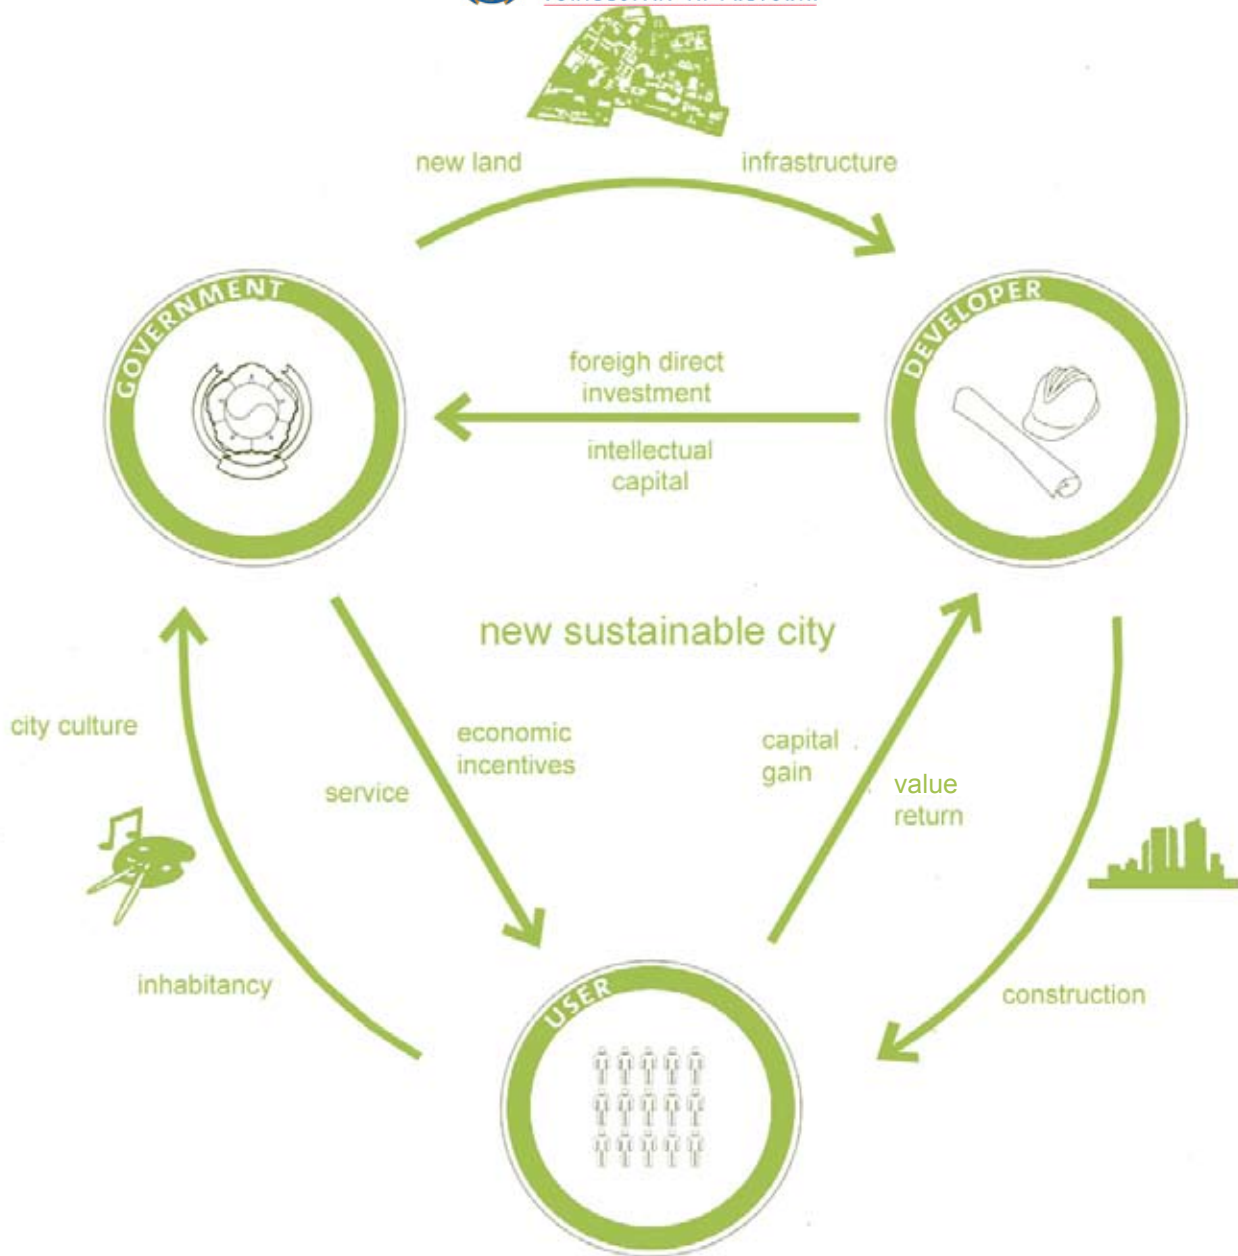 new land
infrastructure
GOVERNMENT
DEVELOPER
foreigh direct
investment
intellectual
capital
new sustainable city
city culture
economic
incentives
service
capital
gain
value
return
inhabitancy
construction
USER